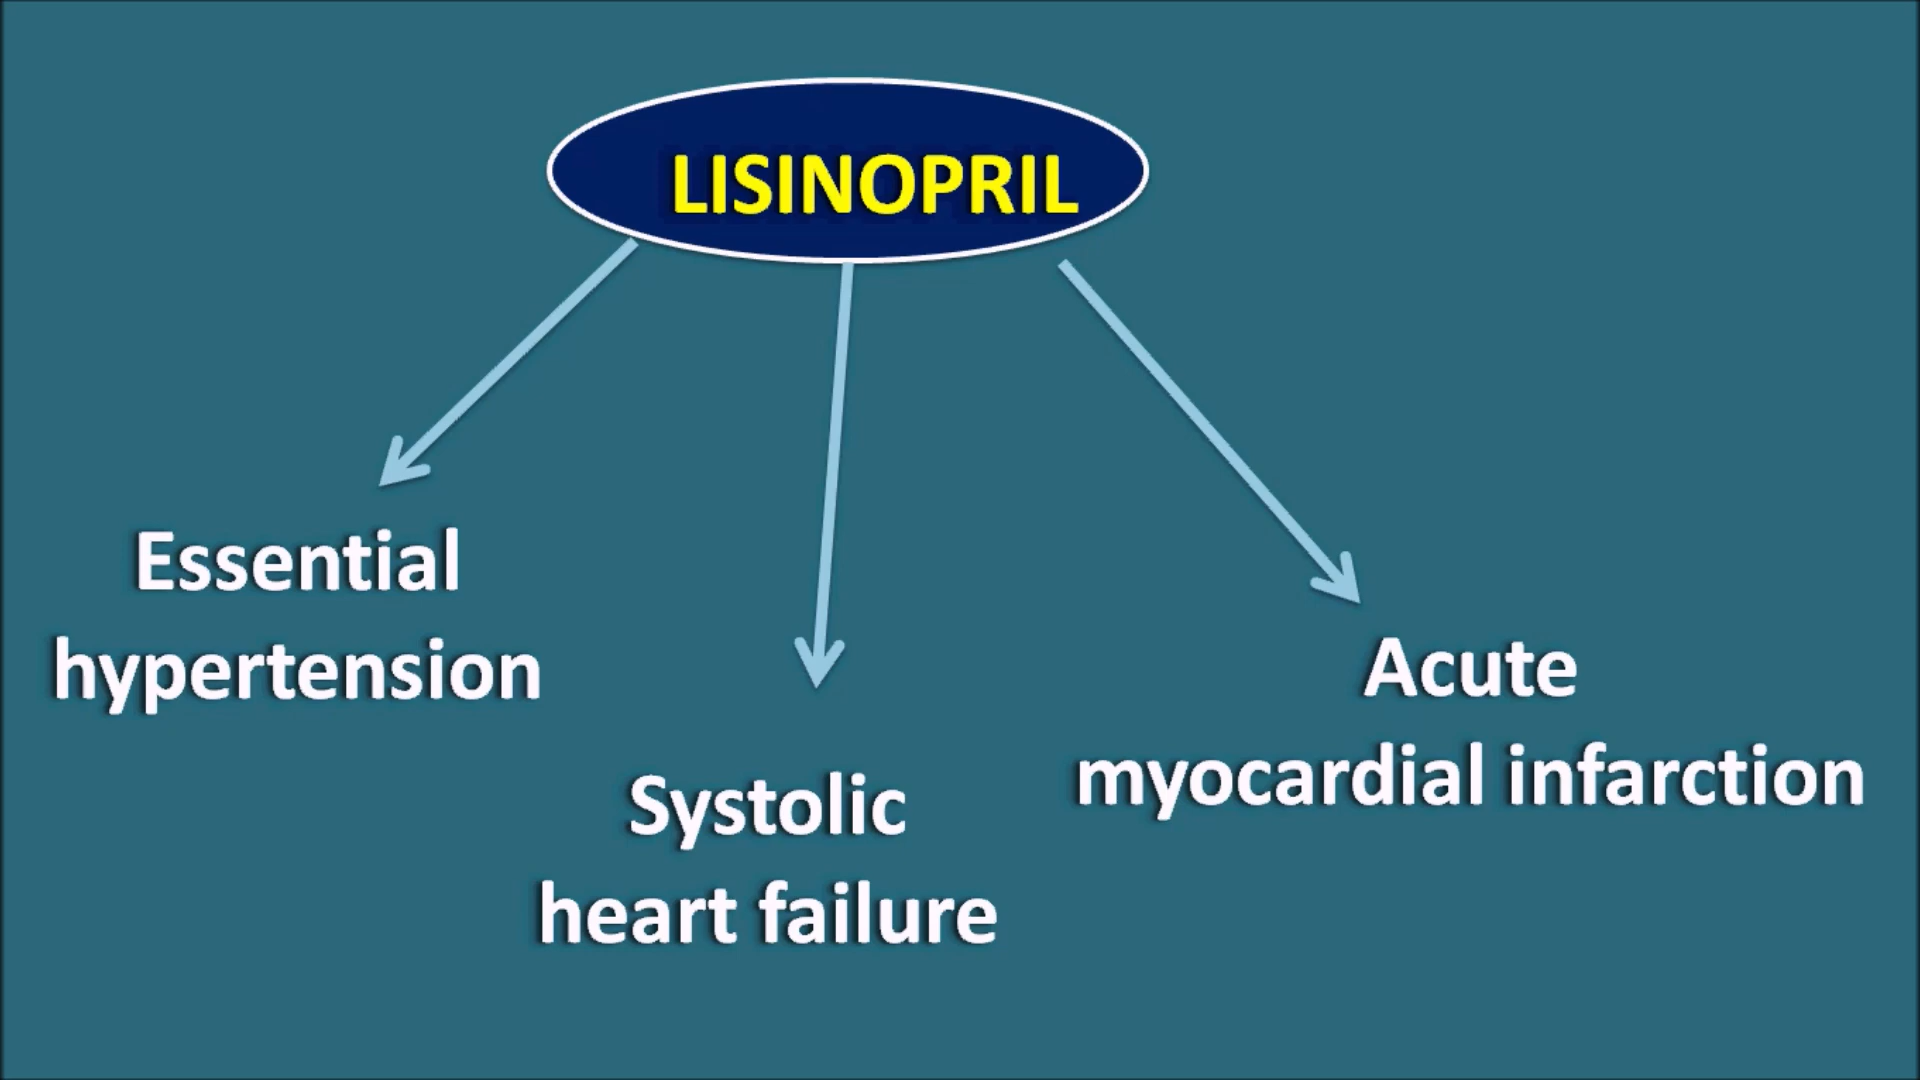 LISINOPRIL
Essential
hypertension
Systolic
heart failure
Acute
myocardial infarction